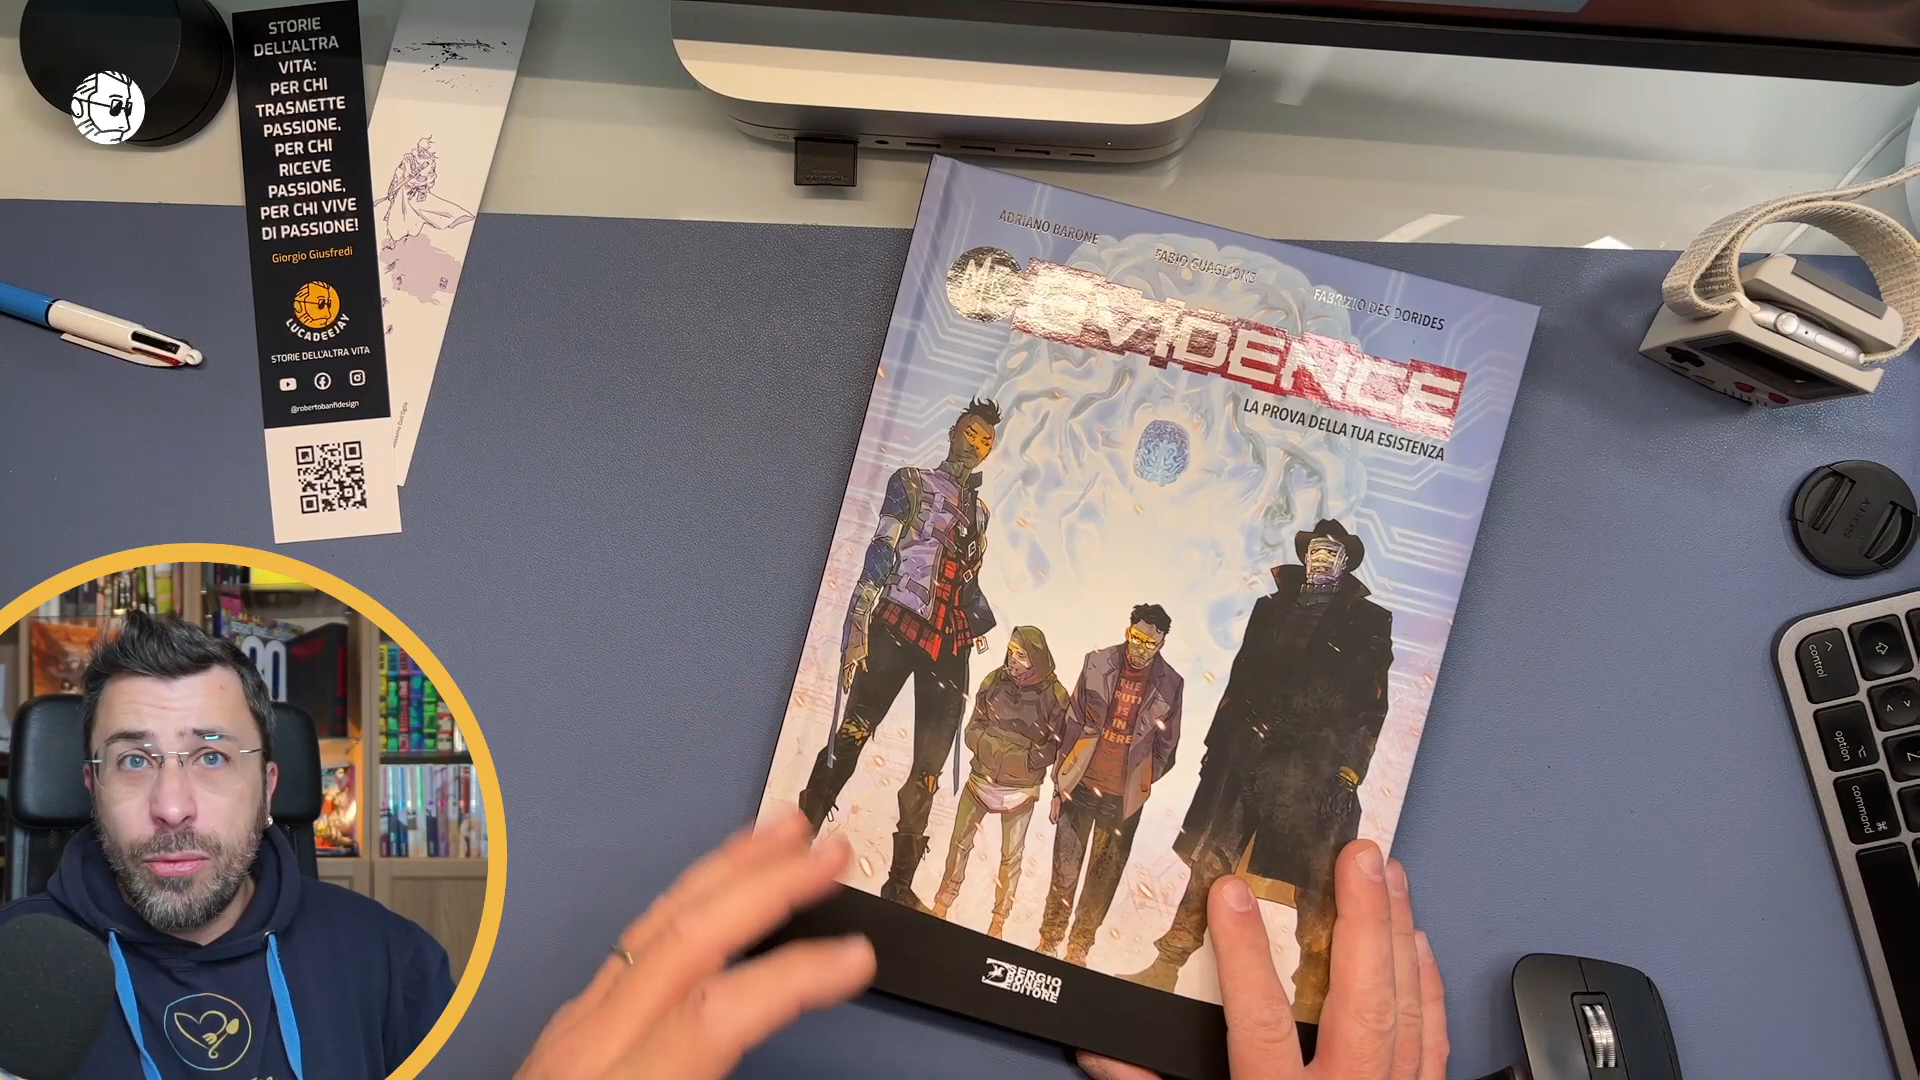 STORIE
DELL'ALTRA
VITA:
PER CHI
TRASMETTE
PASSIONE,
PER CHI
RICEVE
PASSIONE,
PER CHI VIVE
DI PASSIONE!
Giorgio Giusfredi
LUCADEEJAY
STORIE DELL'ALTRA VITA
@robertobanfidesign
ADRIANO BARONE
FABIO GUAGLIONE
FABRIZIO DES DORIDES
EVIDENCE
LA PROVA DELLA TUA ESISTENZA
THE
TRUTH
IS
IN
HERE
SERGIO
BONELLI
EDITORE
SONY
control
option
command
Z